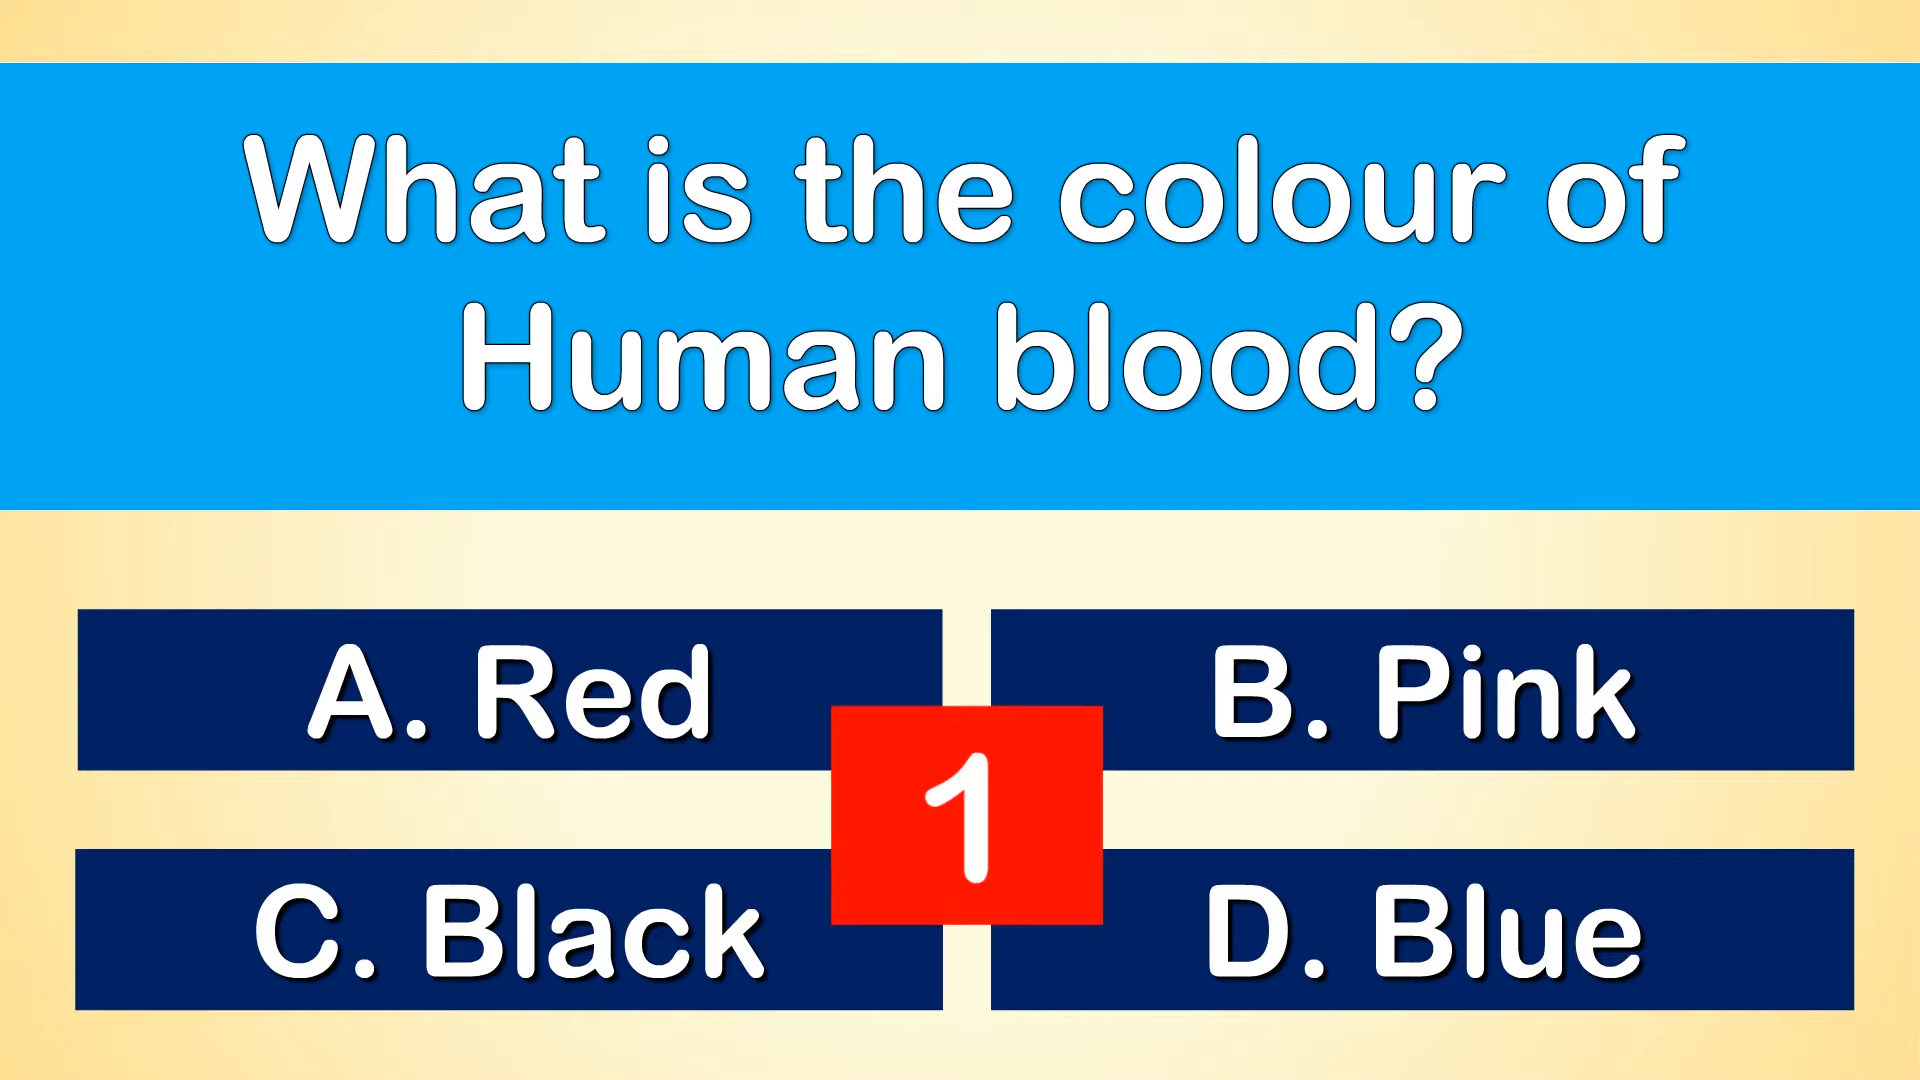 What is the colour of
Human blood?
A. Red
B. Pink
1
C. Black
D. Blue